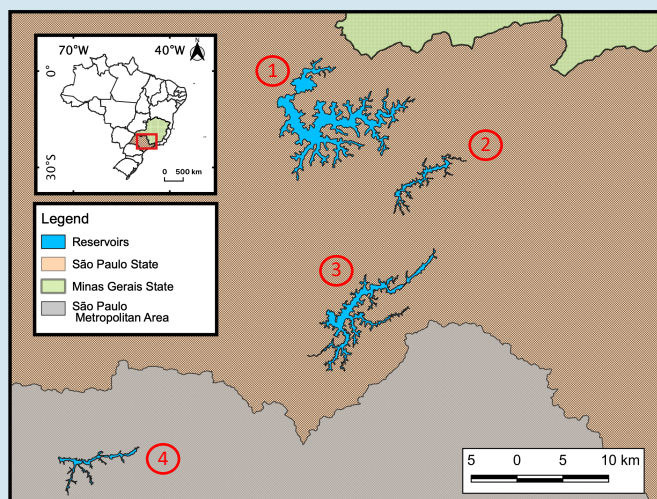 70°W 40°W
N
0°
30°S
0 500 km
Legend
Reservoirs
São Paulo State
Minas Gerais State
São Paulo
Metropolitan Area
1
2
3
4
5 0 5 10 km